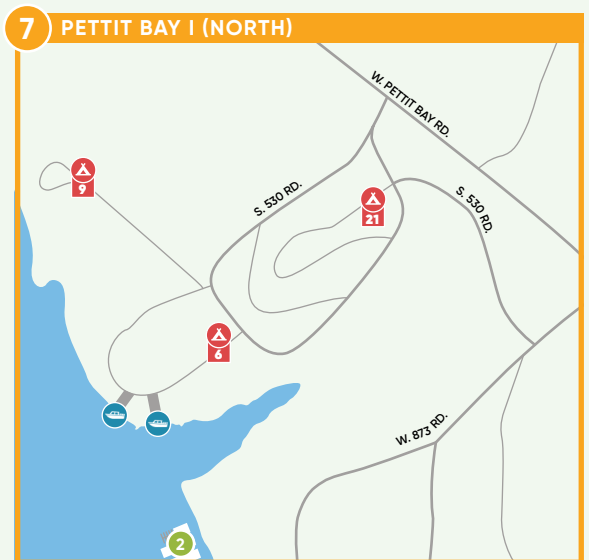 7 PETTIT BAY I (NORTH)
W. PETTIT BAY RD.
9
S. 530 RD.
21
S. 530 RD.
6
W. 873 RD.
2